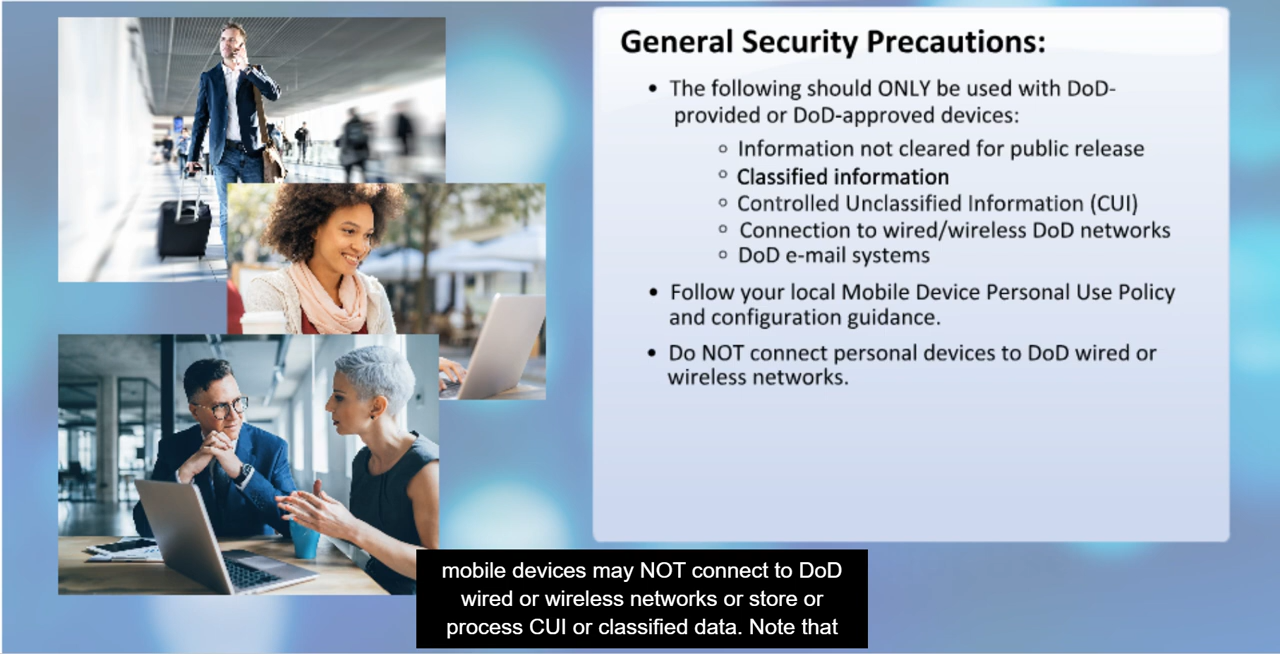 General Security Precautions:
• The following should ONLY be used with DoD-
provided or DoD-approved devices:
◦ Information not cleared for public release
◦ Classified information
◦ Controlled Unclassified Information (CUI)
◦ Connection to wired/wireless DoD networks
◦ DoD e-mail systems
• Follow your local Mobile Device Personal Use Policy
and configuration guidance.
• Do NOT connect personal devices to DoD wired or
wireless networks.
mobile devices may NOT connect to DoD
wired or wireless networks or store or
process CUI or classified data. Note that